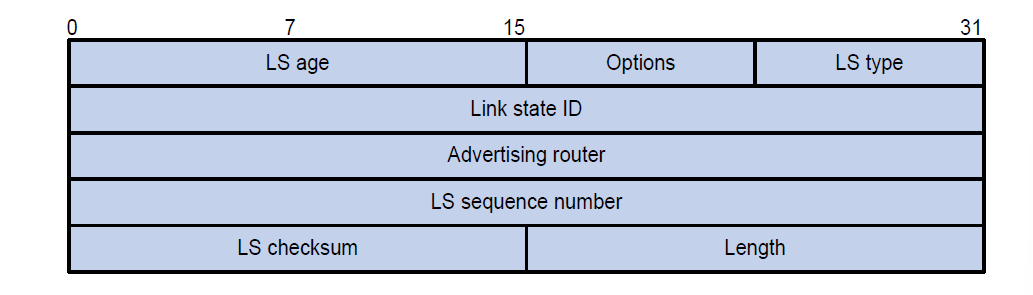 0 7 15 31
LS age Options LS type
Link state ID
Advertising router
LS sequence number
LS checksum Length